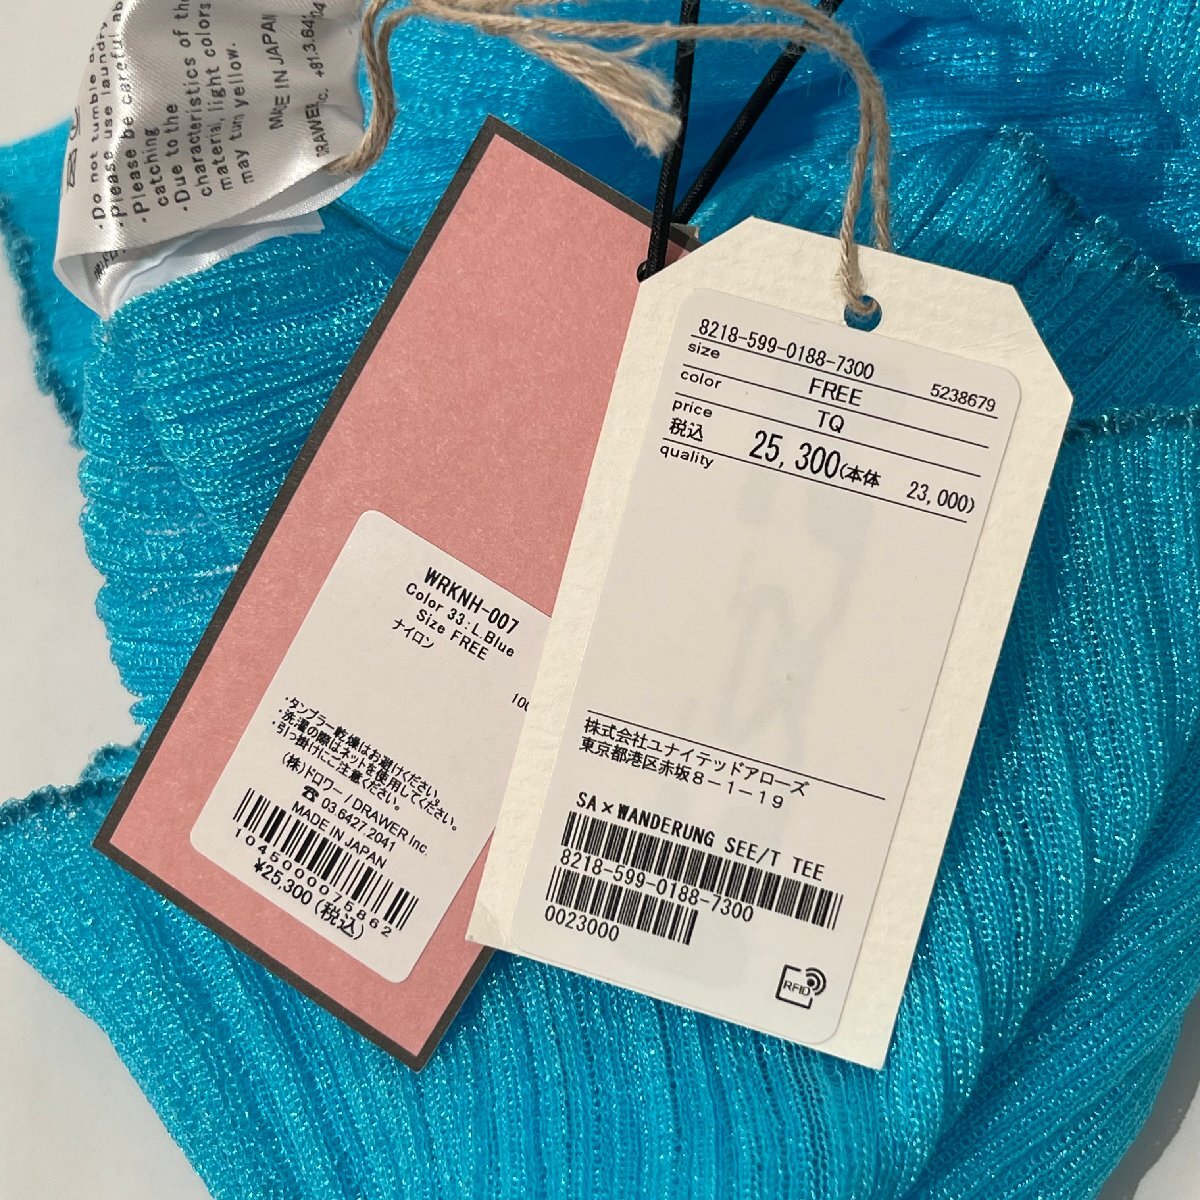 ·Do not tumble
·Please use laundry
·Please be careful
catching
·Due to the
characteristics of the
material, light colors
may turn yellow.
MADE IN JAPAN
WRKNH-007
Color 33:L.Blue
Size FREE
ナイロン
·タンブラー乾燥はお避けください。
·洗濯の際はネットを使用してください。
·引っ掛けにご注意ください。
(株)ドロワー / DRAWER Inc.
☎ 03 6427 2041
MADE IN JAPAN
1045000075862
¥25,300 (税込)
8218-599-0188-7300 5238679
size FREE
color TQ
price
税込 25,300(本体 23,000)
quality
株式会社ユナイテッドアローズ
東京都港区赤坂8-1-19
SA×WANDERUNG SEE/T TEE
8218-599-0188-7300
0023000
RFID